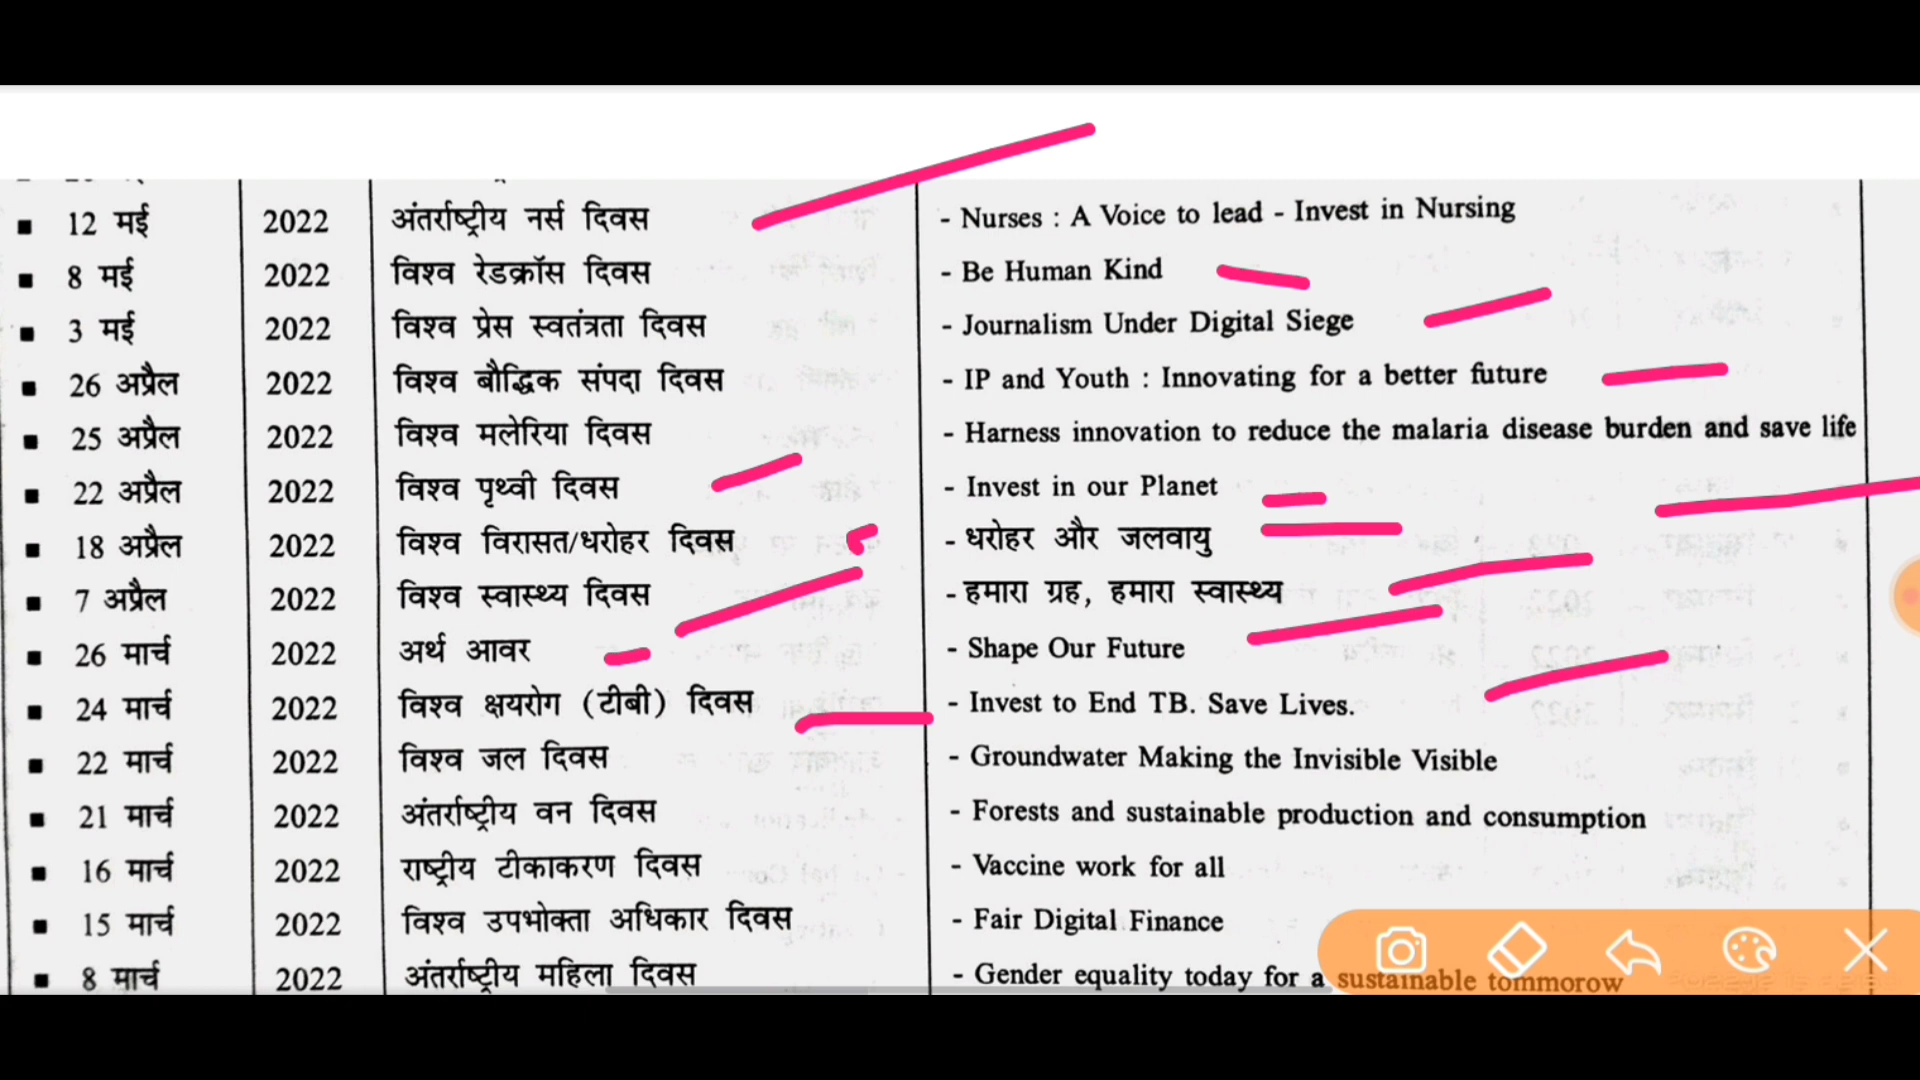 ▪ 12 मई 2022 अंतर्राष्ट्रीय नर्स दिवस - Nurses : A Voice to lead - Invest in Nursing
▪ 8 मई 2022 विश्व रेडक्रॉस दिवस - Be Human Kind
▪ 3 मई 2022 विश्व प्रेस स्वतंत्रता दिवस - Journalism Under Digital Siege
▪ 26 अप्रैल 2022 विश्व बौद्धिक संपदा दिवस - IP and Youth : Innovating for a better future
▪ 25 अप्रैल 2022 विश्व मलेरिया दिवस - Harness innovation to reduce the malaria disease burden and save life
▪ 22 अप्रैल 2022 विश्व पृथ्वी दिवस - Invest in our Planet
▪ 18 अप्रैल 2022 विश्व विरासत/धरोहर दिवस - धरोहर और जलवायु
▪ 7 अप्रैल 2022 विश्व स्वास्थ्य दिवस - हमारा ग्रह, हमारा स्वास्थ्य
▪ 26 मार्च 2022 अर्थ आवर - Shape Our Future
▪ 24 मार्च 2022 विश्व क्षयरोग (टीबी) दिवस - Invest to End TB. Save Lives.
▪ 22 मार्च 2022 विश्व जल दिवस - Groundwater Making the Invisible Visible
▪ 21 मार्च 2022 अंतर्राष्ट्रीय वन दिवस - Forests and sustainable production and consumption
▪ 16 मार्च 2022 राष्ट्रीय टीकाकरण दिवस - Vaccine work for all
▪ 15 मार्च 2022 विश्व उपभोक्ता अधिकार दिवस - Fair Digital Finance
▪ 8 मार्च 2022 अंतर्राष्ट्रीय महिला दिवस - Gender equality today for a sustainable tommorow